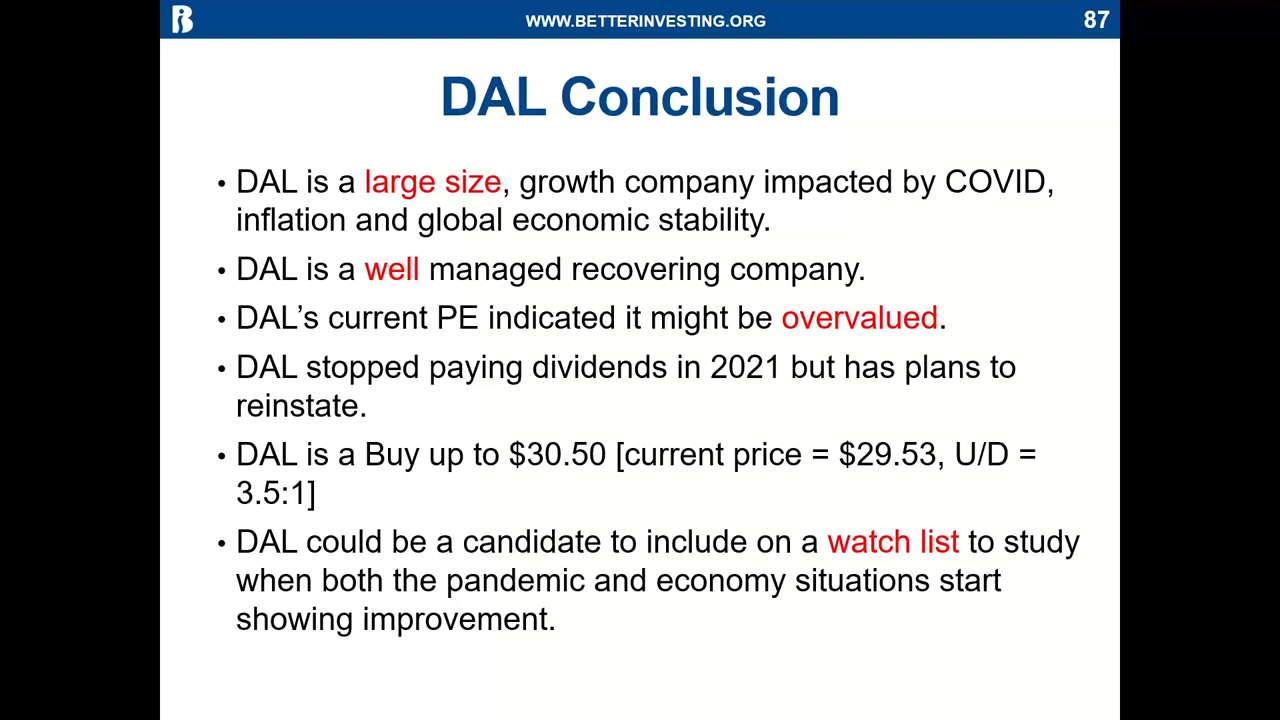 WWW.BETTERINVESTING.ORG
87
DAL Conclusion
• DAL is a large size, growth company impacted by COVID,
inflation and global economic stability.
• DAL is a well managed recovering company.
• DAL’s current PE indicated it might be overvalued.
• DAL stopped paying dividends in 2021 but has plans to
reinstate.
• DAL is a Buy up to $30.50 [current price = $29.53, U/D =
3.5:1]
• DAL could be a candidate to include on a watch list to study
when both the pandemic and economy situations start
showing improvement.